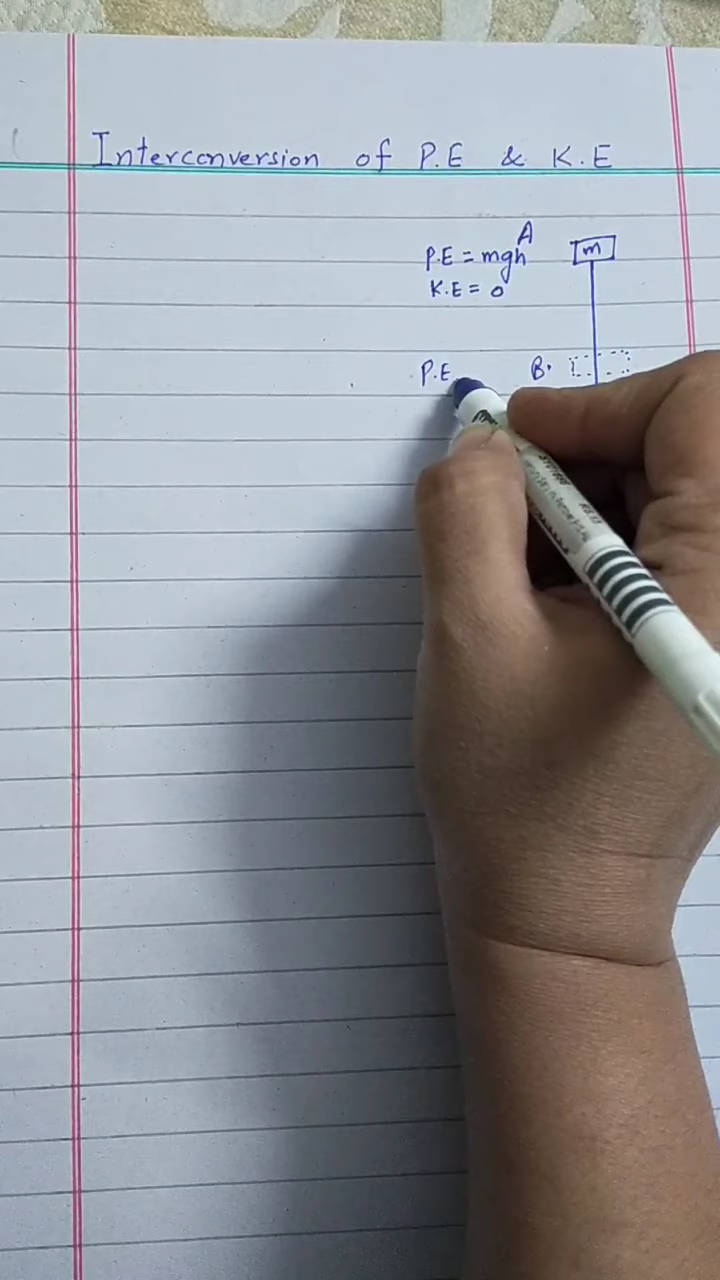 Interconversion of P.E & K.E
A
P.E = mgh
m
K.E = 0
P.E
B.